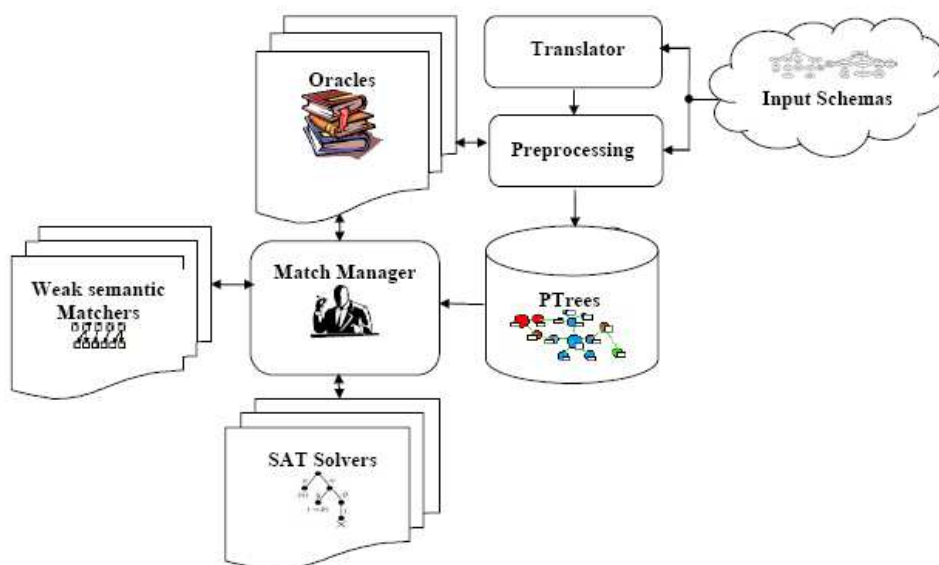 Translator
Input Schemas
Oracles
Preprocessing
Match Manager
Weak semantic
Matchers
PTrees
SAT Solvers